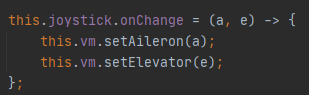 this.joystick.onChange = (a, e) -> {
    this.vm.setAileron(a);
    this.vm.setElevator(e);
};